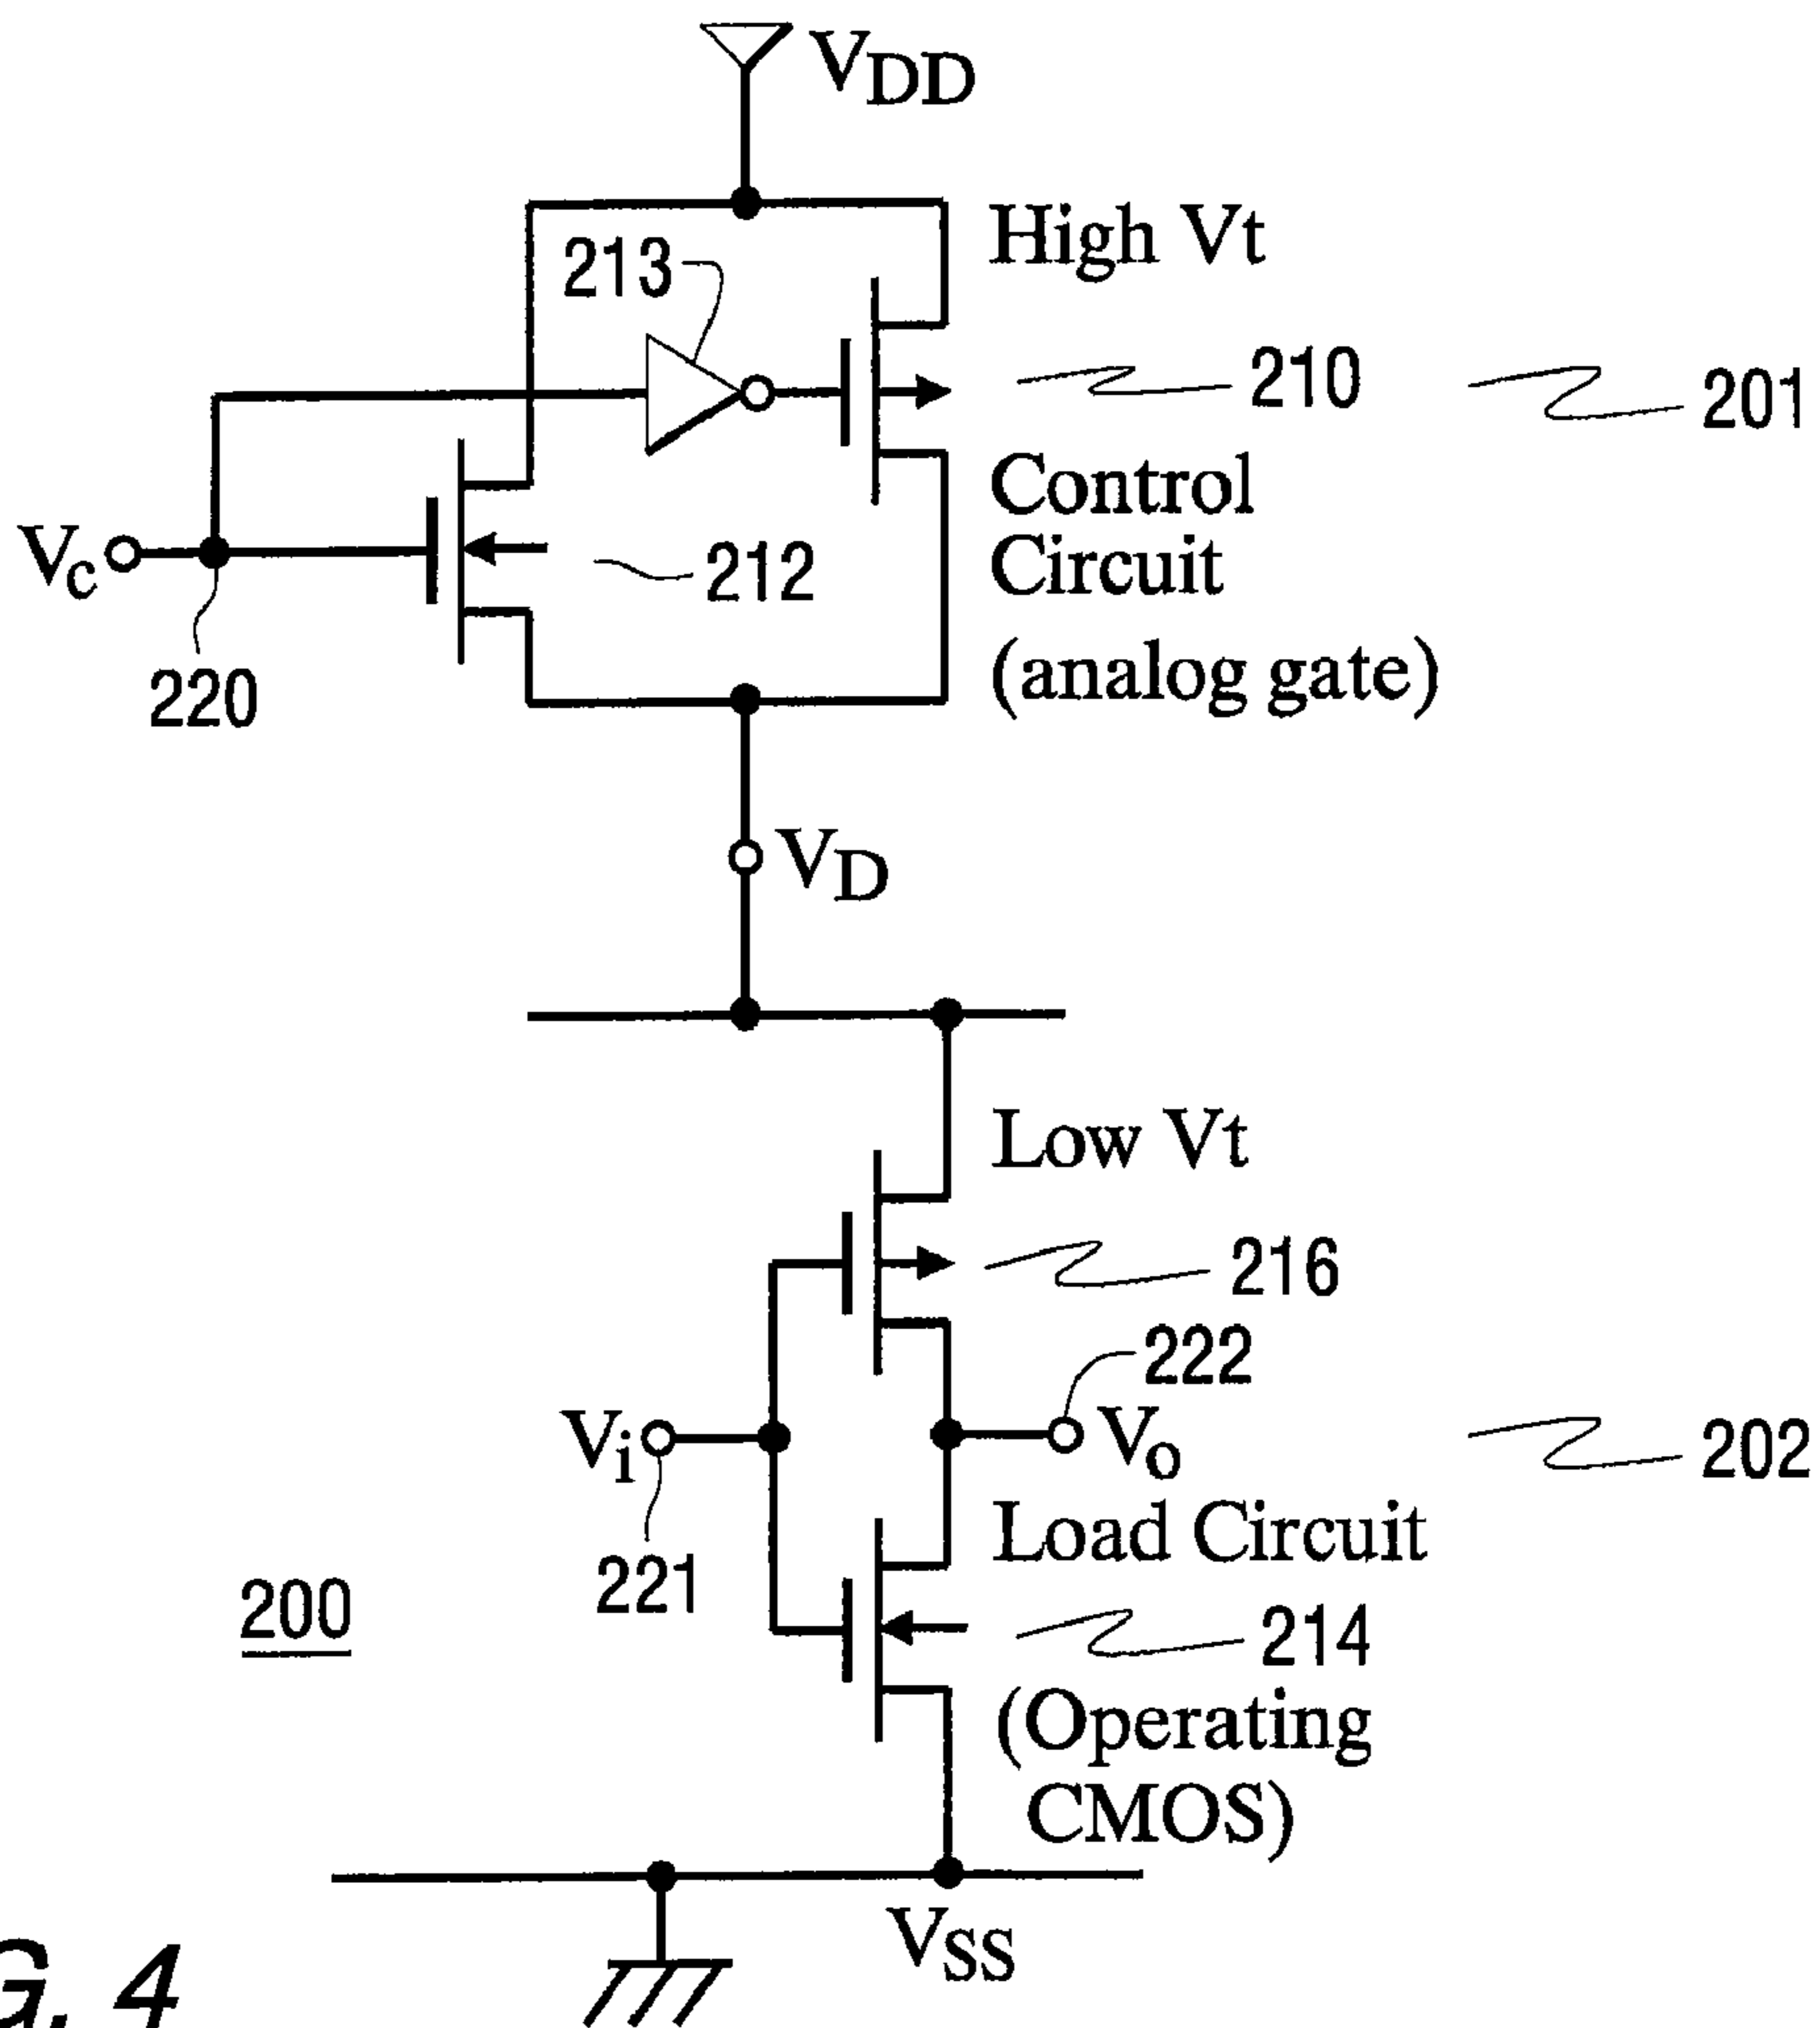 VDD
High Vt
213
210
201
Control
Circuit
(analog gate)
Vc
212
220
VD
Low Vt
216
222
Vi
Vo
202
Load Circuit
221
200
214
(Operating
CMOS)
VSS
G. 4